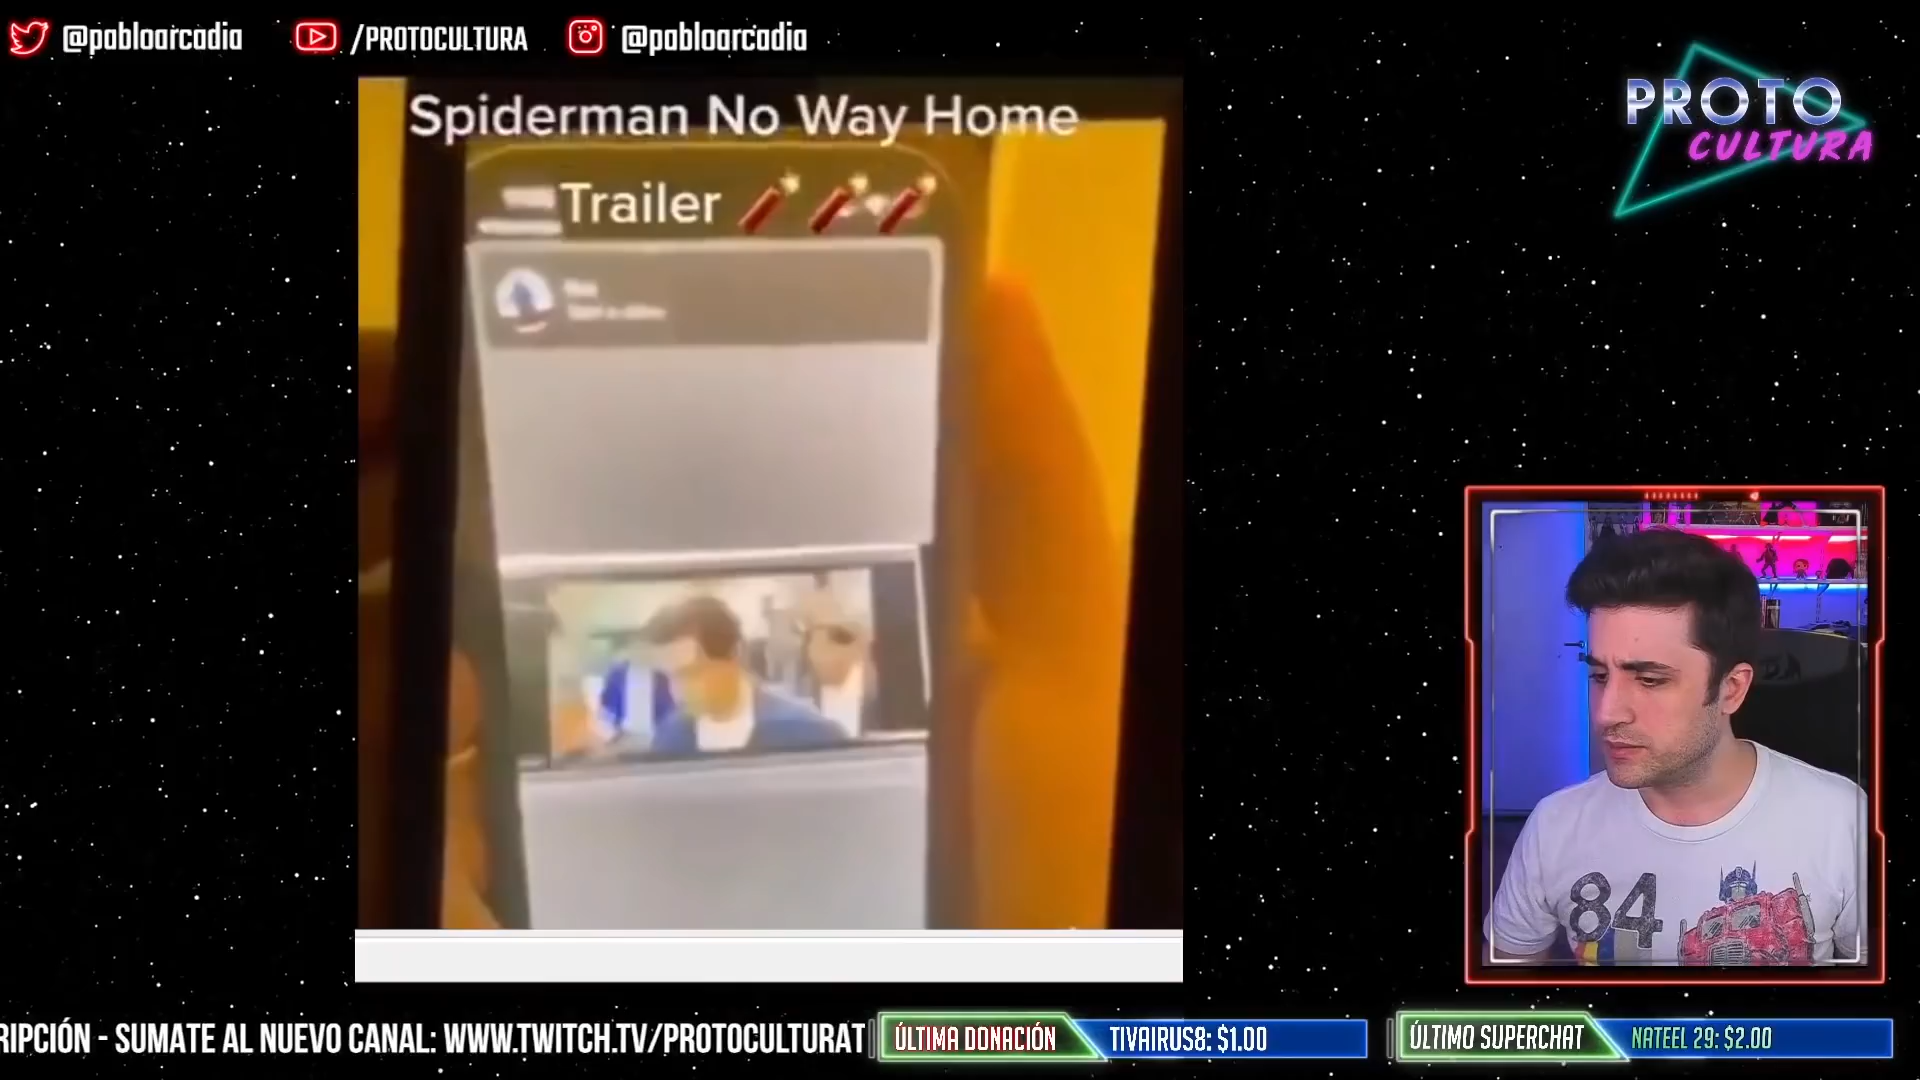 @pabloarcadia
/PROTOCULTURA
@pabloarcadia
PROTO
CULTURA
Spiderman No Way Home
Trailer
84
RIPCIÓN - SUMATE AL NUEVO CANAL: WWW.TWITCH.TV/PROTOCULTURAT
ÚLTIMA DONACIÓN
TIVAIRUS8: $1.00
ÚLTIMO SUPERCHAT
NATEEL 29: $2.00